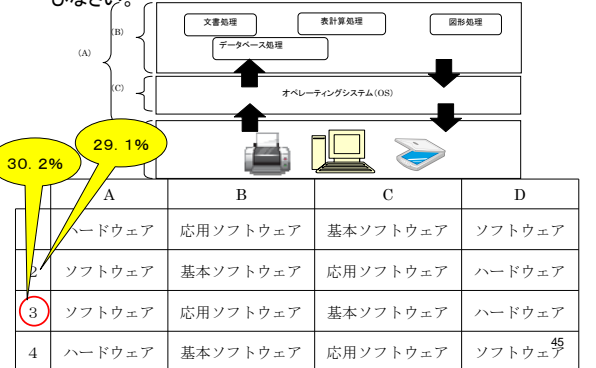 しなさい。
(A)
(B)
文書処理
表計算処理
図形処理
データベース処理
(C)
オペレーティングシステム(OS)
30. 2%
29. 1%
A B C D
ハードウェア 応用ソフトウェア 基本ソフトウェア ソフトウェア
2 ソフトウェア 基本ソフトウェア 応用ソフトウェア ハードウェア
3 ソフトウェア 応用ソフトウェア 基本ソフトウェア ハードウェア
4 ハードウェア 基本ソフトウェア 応用ソフトウェア ソフトウェア
45